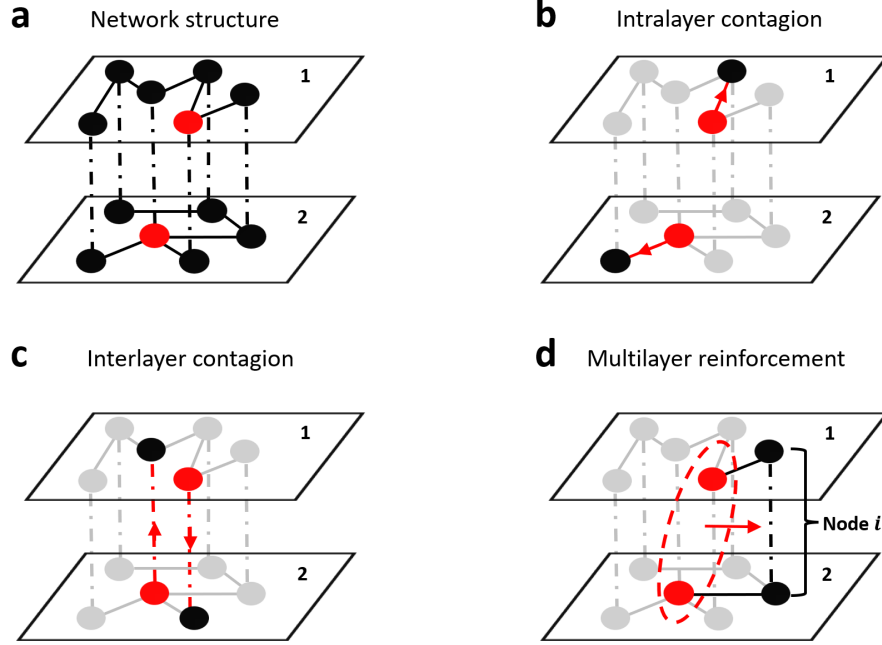 a Network structure
1
2
b Intralayer contagion
1
2
c Interlayer contagion
1
2
d Multilayer reinforcement
1
Node i
2